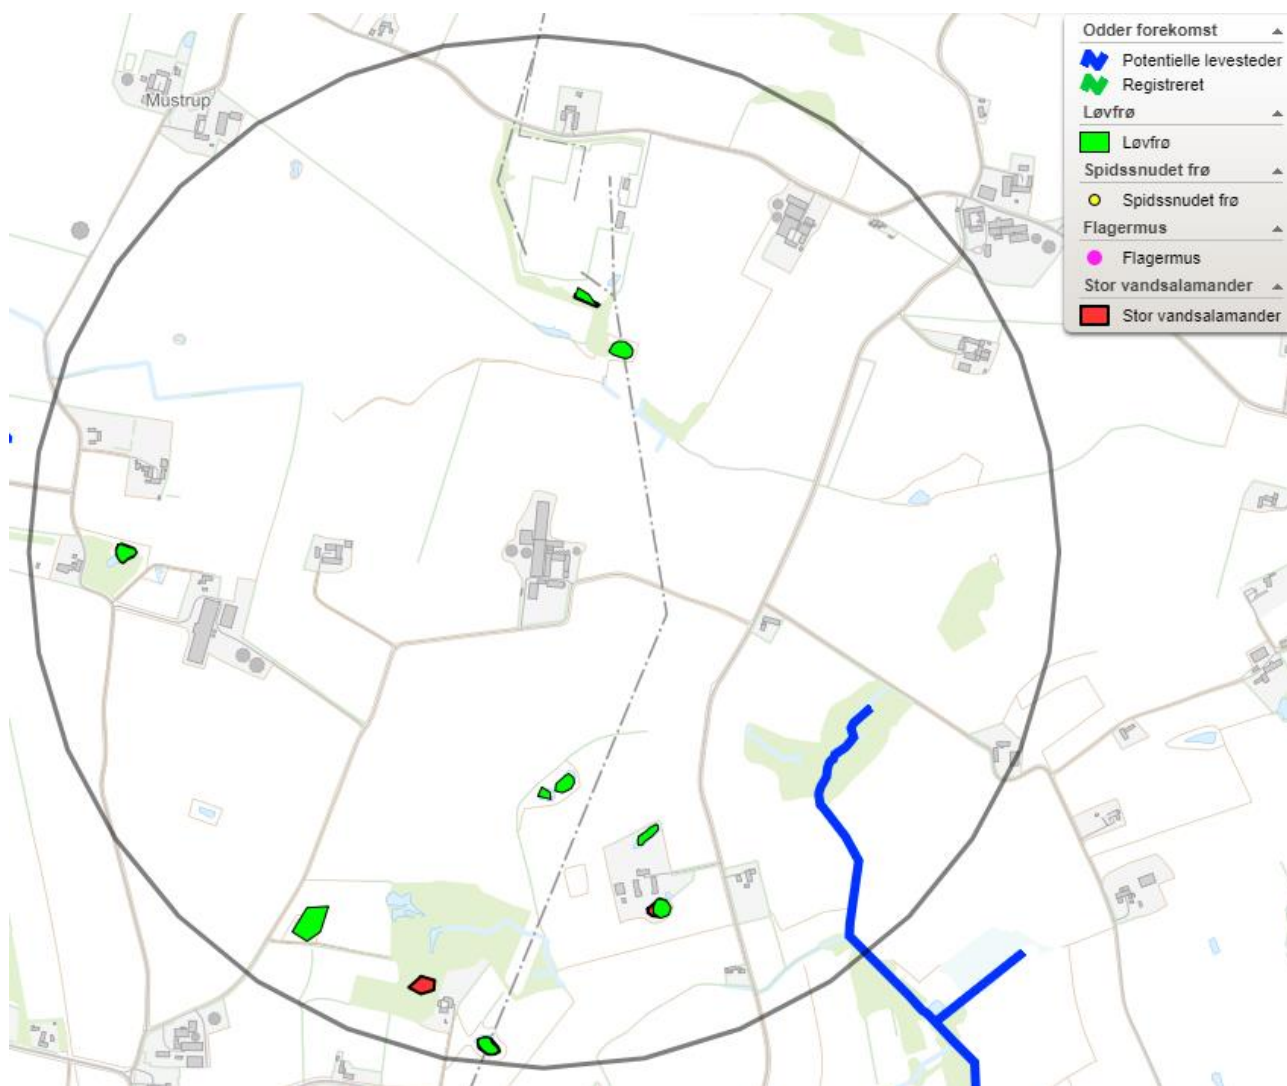 Mustrup
Odder forekomst
Potentielle levesteder
Registreret
Løvfrø
Løvfrø
Spidssnudet frø
Spidssnudet frø
Flagermus
Flagermus
Stor vandsalamander
Stor vandsalamander